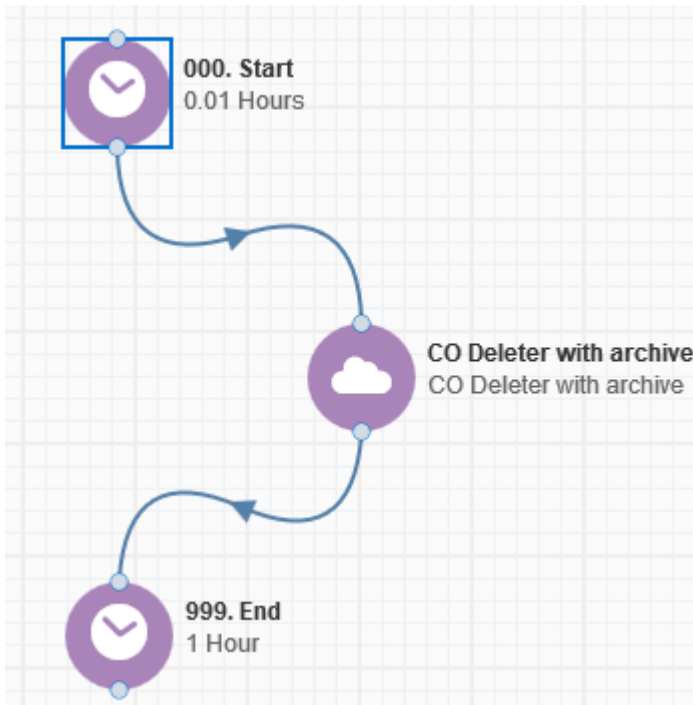 000. Start
0.01 Hours
CO Deleter with archive
CO Deleter with archive
999. End
1 Hour